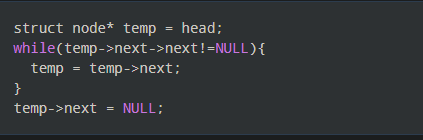 struct node* temp = head;
while(temp->next->next!=NULL){
  temp = temp->next;
}
temp->next = NULL;